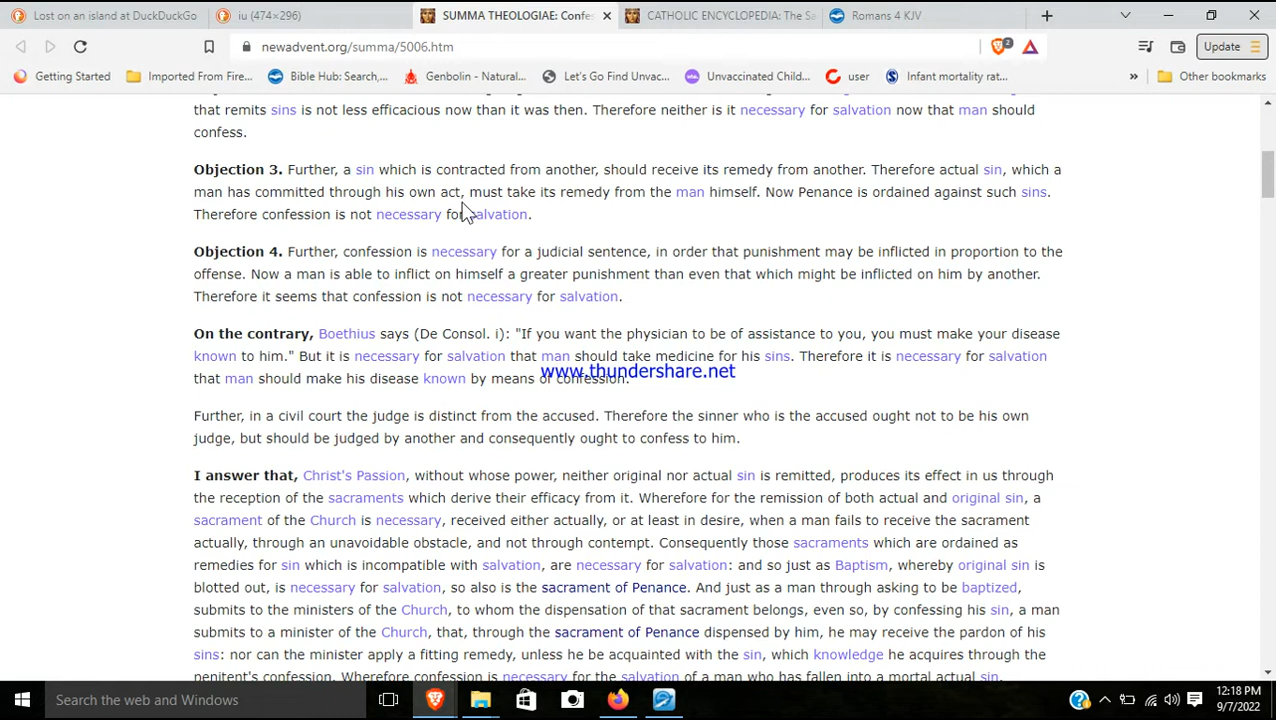 Lost on an island at DuckDuckGo
iu (474×296)
SUMMA THEOLOGIAE: Confes
CATHOLIC ENCYCLOPEDIA: The Sa
Romans 4 KJV
newadvent.org/summa/5006.htm
2
Update
Getting Started
Imported From Fire...
Bible Hub: Search,...
Genbolin - Natural...
Let's Go Find Unvac...
Unvaccinated Child...
user
Infant mortality rat...
»
Other bookmarks
that remits sins is not less efficacious now than it was then. Therefore neither is it necessary for salvation now that man should
confess.
Objection 3. Further, a sin which is contracted from another, should receive its remedy from another. Therefore actual sin, which a
man has committed through his own act, must take its remedy from the man himself. Now Penance is ordained against such sins.
Therefore confession is not necessary for salvation.
Objection 4. Further, confession is necessary for a judicial sentence, in order that punishment may be inflicted in proportion to the
offense. Now a man is able to inflict on himself a greater punishment than even that which might be inflicted on him by another.
Therefore it seems that confession is not necessary for salvation.
On the contrary, Boethius says (De Consol. i): "If you want the physician to be of assistance to you, you must make your disease
known to him." But it is necessary for salvation that man should take medicine for his sins. Therefore it is necessary for salvation
www.thundershare.net
that man should make his disease known by means of confession.
Further, in a civil court the judge is distinct from the accused. Therefore the sinner who is the accused ought not to be his own
judge, but should be judged by another and consequently ought to confess to him.
I answer that, Christ's Passion, without whose power, neither original nor actual sin is remitted, produces its effect in us through
the reception of the sacraments which derive their efficacy from it. Wherefore for the remission of both actual and original sin, a
sacrament of the Church is necessary, received either actually, or at least in desire, when a man fails to receive the sacrament
actually, through an unavoidable obstacle, and not through contempt. Consequently those sacraments which are ordained as
remedies for sin which is incompatible with salvation, are necessary for salvation: and so just as Baptism, whereby original sin is
blotted out, is necessary for salvation, so also is the sacrament of Penance. And just as a man through asking to be baptized,
submits to the ministers of the Church, to whom the dispensation of that sacrament belongs, even so, by confessing his sin, a man
submits to a minister of the Church, that, through the sacrament of Penance dispensed by him, he may receive the pardon of his
sins: nor can the minister apply a fitting remedy, unless he be acquainted with the sin, which knowledge he acquires through the
penitent's confession. Wherefore confession is necessary for the salvation of a man who has fallen into a mortal actual sin.
Search the web and Windows
12:18 PM
9/7/2022